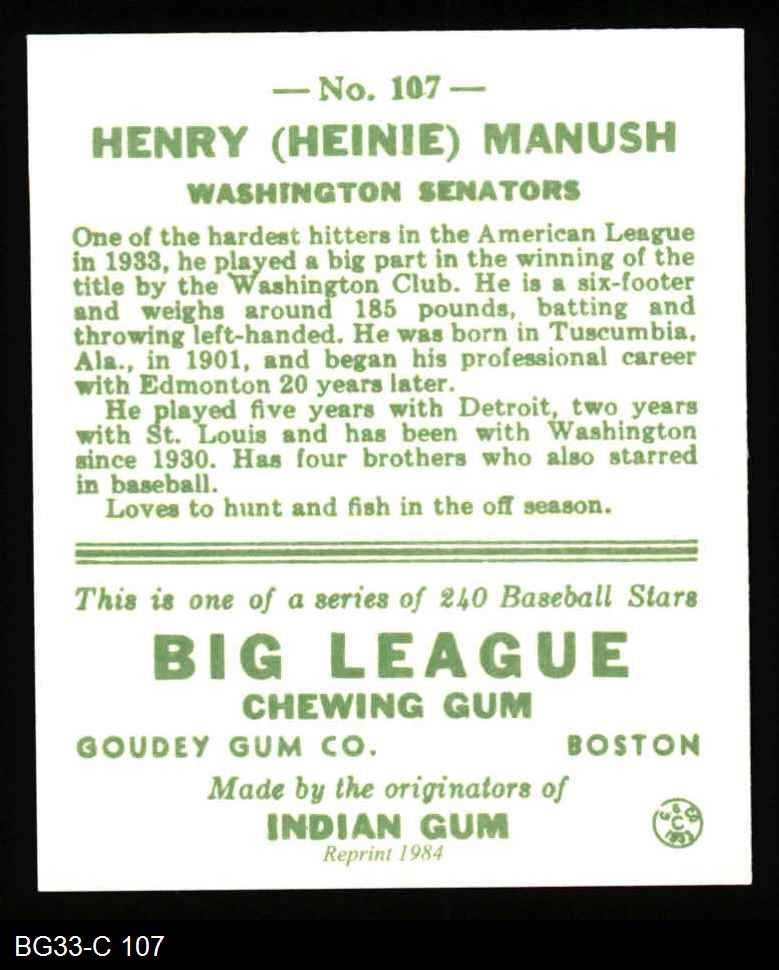 — No. 107 —
HENRY (HEINIE) MANUSH
WASHINGTON SENATORS
One of the hardest hitters in the American League
in 1933, he played a big part in the winning of the
title by the Washington Club. He is a six-footer
and weighs around 185 pounds, batting and
throwing left-handed. He was born in Tuscumbia,
Ala., in 1901, and began his professional career
with Edmonton 20 years later.
He played five years with Detroit, two years
with St. Louis and has been with Washington
since 1930. Has four brothers who also starred
in baseball.
Loves to hunt and fish in the off season.
This is one of a series of 240 Baseball Stars
BIG LEAGUE
CHEWING GUM
GOUDEY GUM CO. BOSTON
Made by the originators of
INDIAN GUM
G. G. CO.
C
1933
Reprint 1984
BG33-C 107